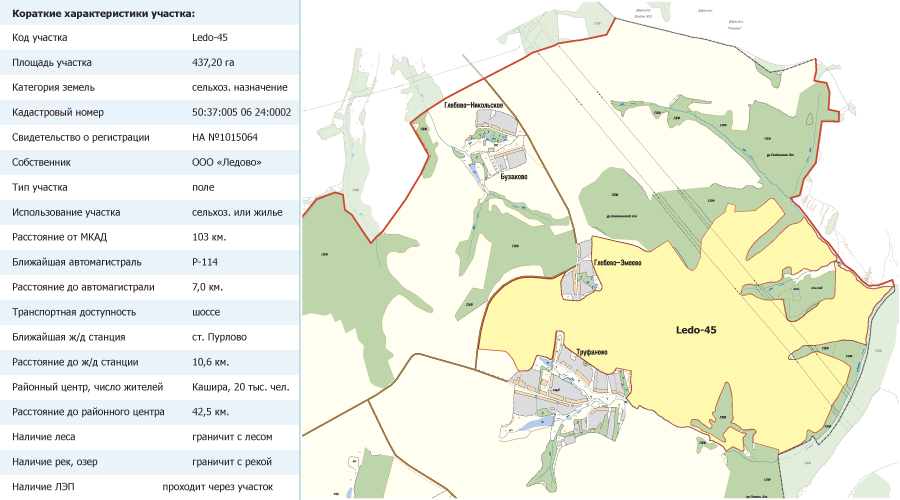 Краткие характеристики участка:
Код участка Ledo-45
Площадь участка 437,20 га
Категория земель сельхоз. назначение
Кадастровый номер 50:37:005 06 24:0002
Свидетельство о регистрации НА №1015064
Собственник ООО «Ледово»
Тип участка поле
Использование участка сельхоз. или жилье
Расстояние от МКАД 103 км.
Ближайшая автомагистраль Р-114
Расстояние до автомагистрали 7,0 км.
Транспортная доступность шоссе
Ближайшая ж/д станция ст. Пурлово
Расстояние до ж/д станции 10,6 км.
Районный центр, число жителей Кашира, 20 тыс. чел.
Расстояние до районного центра 42,5 км.
Наличие леса граничит с лесом
Наличие рек, озер граничит с рекой
Наличие ЛЭП проходит через участок
Глебово-Никольское
Бузаково
Глебово-Змеево
Ledo-45
Труфаново